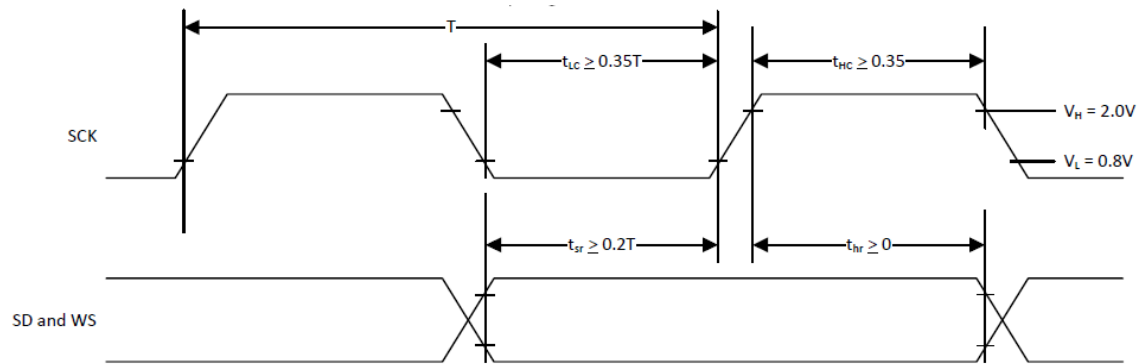 T
t_LC ≥ 0.35T
t_HC ≥ 0.35
SCK
V_H = 2.0V
V_L = 0.8V
t_sr ≥ 0.2T
t_hr ≥ 0
SD and WS